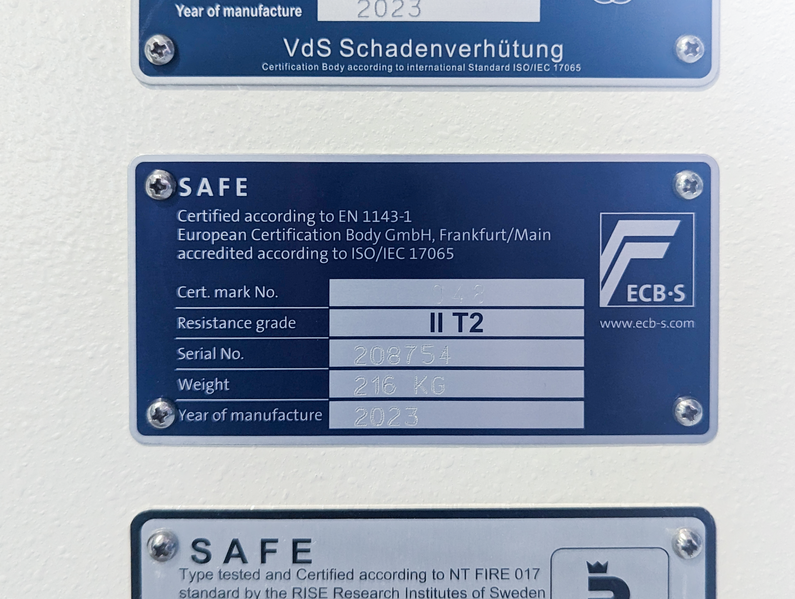 Year of manufacture 2023
VdS Schadenverhütung
Certification Body according to international Standard ISO/IEC 17065
SAFE
Certified according to EN 1143-1
European Certification Body GmbH, Frankfurt/Main
accredited according to ISO/IEC 17065
ECB·S
www.ecb-s.com
Cert. mark No.
Resistance grade II T2
Serial No. 208754
Weight 216 KG
Year of manufacture 2023
SAFE
Type tested and Certified according to NT FIRE 017
standard by the RISE Research Institutes of Sweden